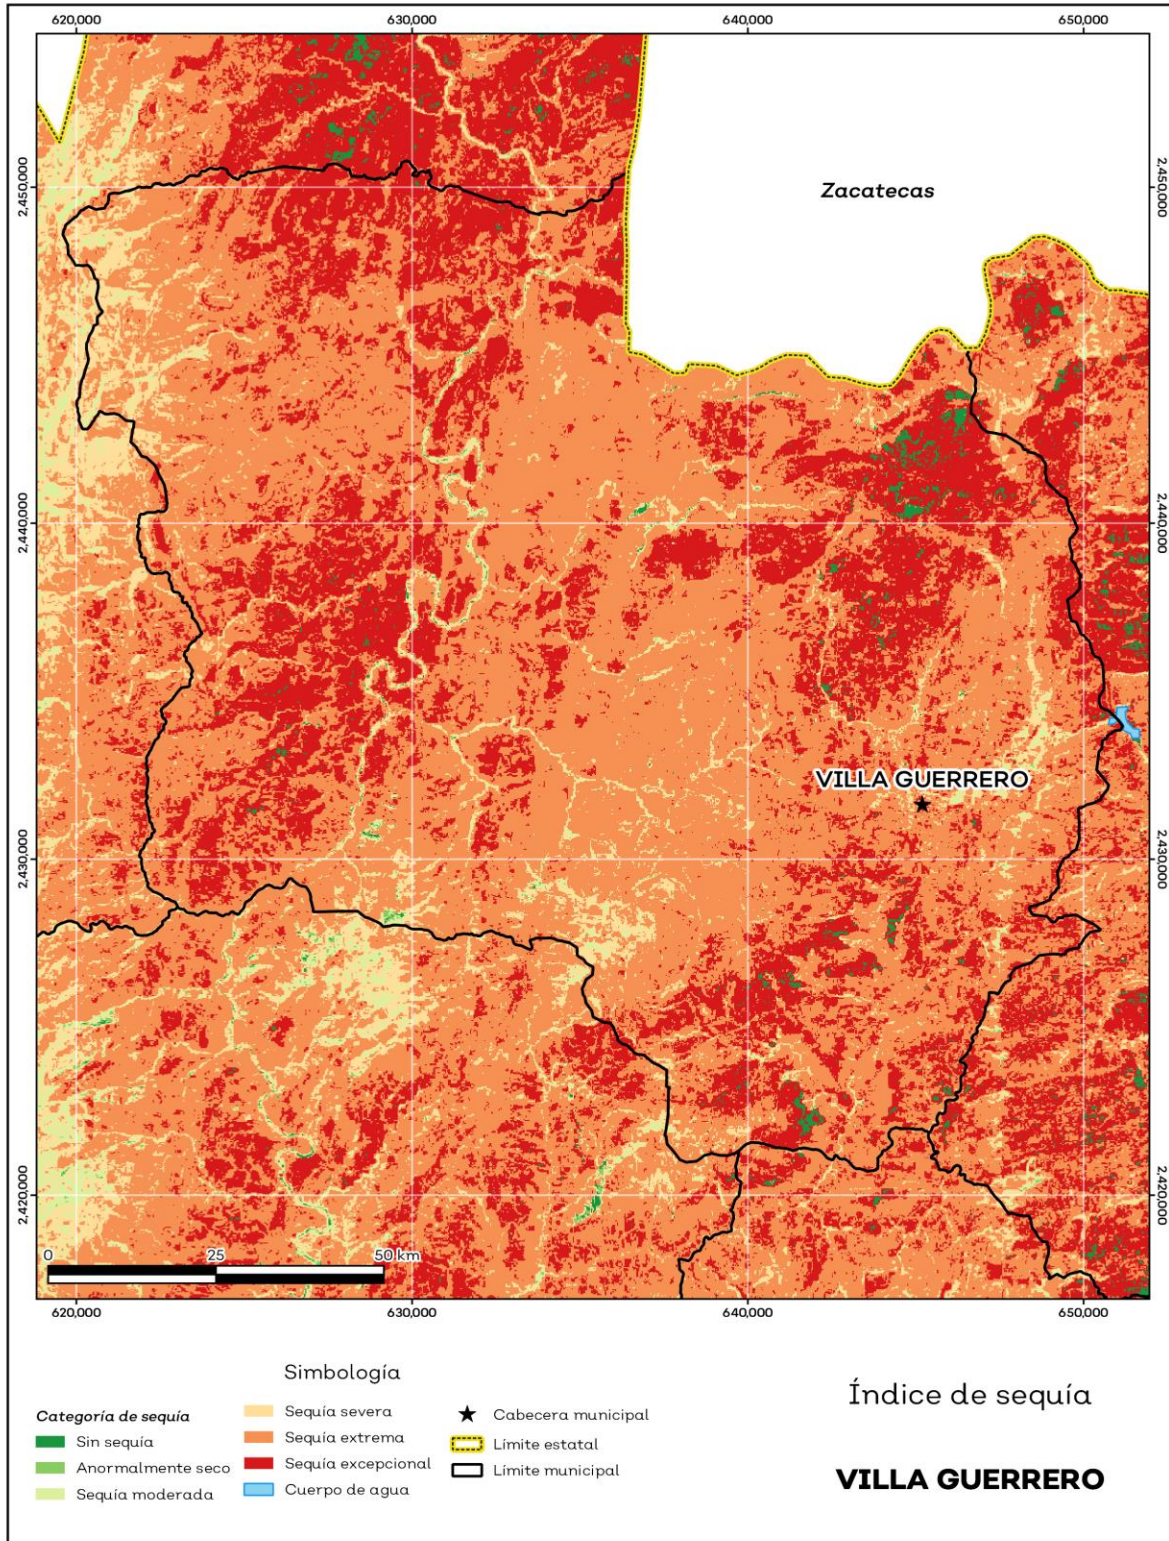 620,000 630,000 640,000 650,000
2,450,000 2,450,000
Zacatecas
2,440,000 2,440,000
VILLA GUERRERO
2,430,000 2,430,000
2,420,000 2,420,000
0 25 50 km
620,000 630,000 640,000 650,000
Simbología
Categoría de sequía
Sin sequía
Anormalmente seco
Sequía moderada
Sequía severa
Sequía extrema
Sequía excepcional
Cuerpo de agua
Cabecera municipal
Límite estatal
Límite municipal
Índice de sequía
VILLA GUERRERO